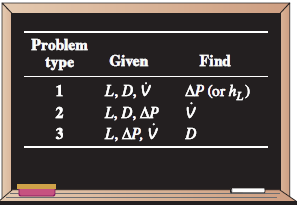 Problem type Given Find
1 L, D, V̇ ΔP (or hL)
2 L, D, ΔP V̇
3 L, ΔP, V̇ D